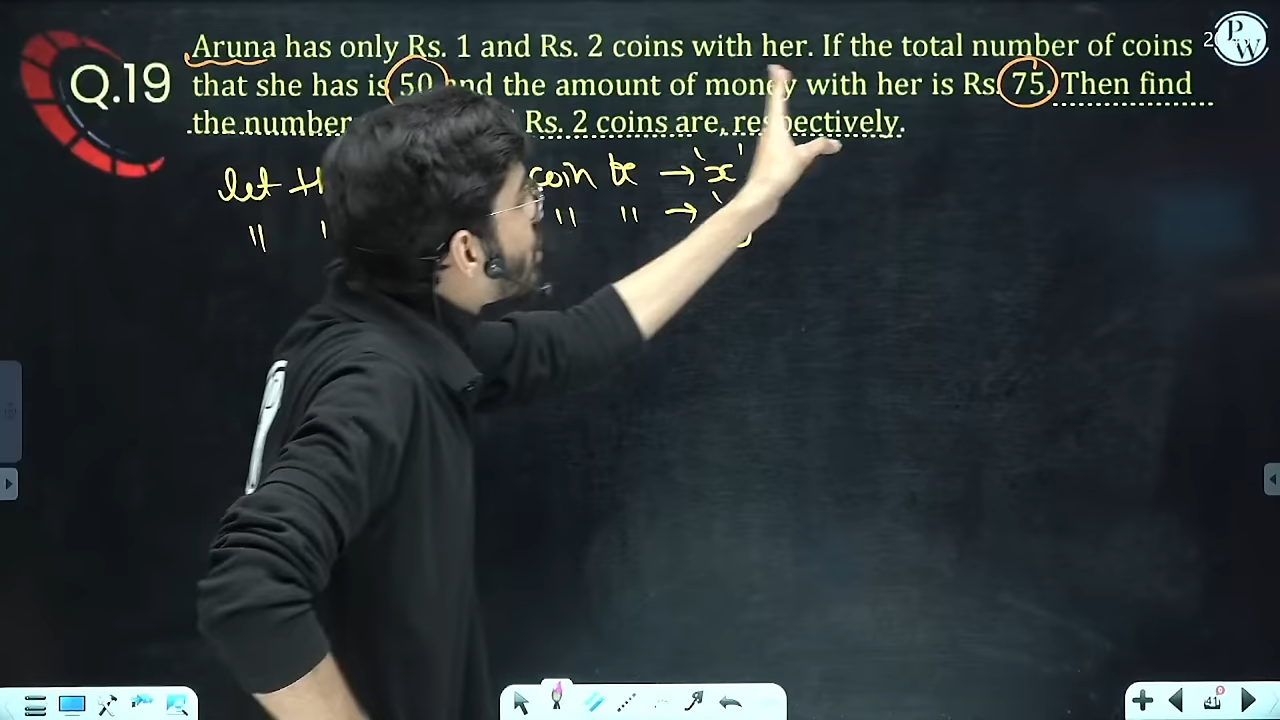 Aruna has only Rs. 1 and Rs. 2 coins with her. If the total number of coins
Q.19 that she has is 50 and the amount of money with her is Rs. 75. Then find
the number Rs. 2 coins are, respectively.
let coin be → 'x'
" " " →
PW
2